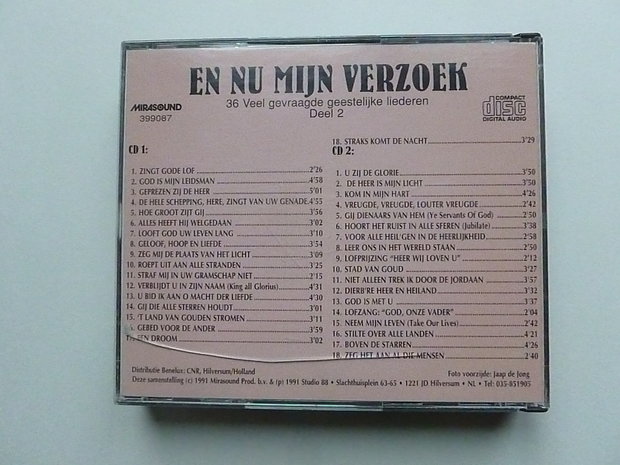 EN NU MIJN VERZOEK
MIRASOUND
399087
36 Veel gevraagde geestelijke liederen
Deel 2
COMPACT
disc
DIGITAL AUDIO
CD 1:
1. ZINGT GODE LOF 2'26
2. GOD IS MIJN LEIDSMAN 4'58
3. GEPREZEN ZIJ DE HEER 5'01
4. DE HELE SCHEPPING, HERE, ZINGT VAN UW GENADE. 4'55
5. HOE GROOT ZIJT GIJ 3'56
6. ALLES HEEFT HIJ WELGEDAAN 3'02
7. LOOFT GOD UW LEVEN LANG 3'10
8. GELOOF, HOOP EN LIEFDE 3'54
9. ZEG MIJ DE PLAATS VAN HET LICHT 3'09
10. ROEPT UIT AAN ALLE STRANDEN 3'25
11. STRAF MIJ IN UW GRAMSCHAP NIET 2'15
12. VERBLIJDT U IN ZIJN NAAM (King all Glorius) 4'31
13. U BID IK AAN O MACHT DER LIEFDE 4'30
14. GIJ DIE ALLE STERREN HOUDT 3'01
15. 'T LAND VAN GOUDEN STROMEN 3'11
GEBED VOOR DE ANDER 3'59
EEN DROOM 3'02
18. STRAKS KOMT DE NACHT 3'29
CD 2:
1. U ZIJ DE GLORIE 3'50
2. DE HEER IS MIJN LICHT 3'50
3. KOM IN MIJN HART 4'26
4. VREUGDE, VREUGDE, LOUTER VREUGDE 2'42
5. GIJ DIENAARS VAN HEM (Ye Servants Of God) 2'50
6. HOORT HET RUIST IN ALLE SFEREN (Jubilate) 3'38
7. VOOR ALLE HEIL'GEN IN DE HEERLIJKHEID 2'58
8. LEER ONS IN HET WERELD STAAN 2'50
9. LOFPRIJZING "HEER WIJ LOVEN U" 2'50
10. STAD VAN GOUD 3'27
11. NIET ALLEEN TREK IK DOOR DE JORDAAN 3'57
12. DIERB'RE HEER EN HEILAND 3'32
13. GOD IS MET U 3'37
14. LOFZANG: "GOD, ONZE VADER" 2'04
15. NEEM MIJN LEVEN (Take Our Lives) 2'42
16. STILTE OVER ALLE LANDEN 2'44
17. BOVEN DE STARREN 4'26
18. ZEG HET AAN AL DIE MENSEN 2'40
Distributie Benelux: CNR, Hilversum/Holland
Foto voorzijde: Jaap de Jong
Deze samenstelling (c) 1991 Mirasound Prod. b.v. & (p) 1991 Studio 88 • Slachthuisplein 63-65 • 1221 JD Hilversum • NL • Tel: 035-851905